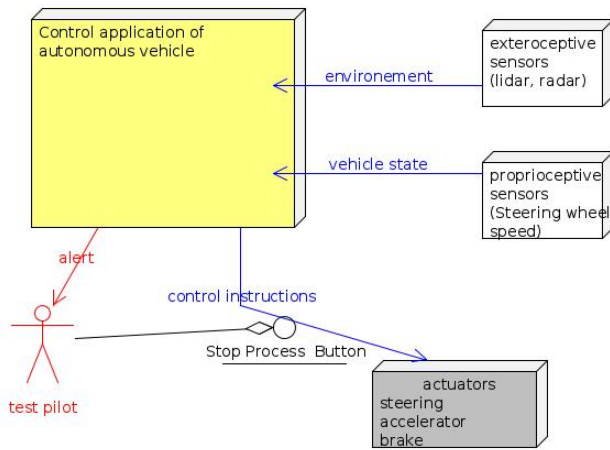 Control application of
autonomous vehicle
exteroceptive
sensors
(lidar, radar)
environement
vehicle state
proprioceptive
sensors
(Steering wheel
speed)
alert
control instructions
Stop Process Button
test pilot
actuators
steering
accelerator
brake